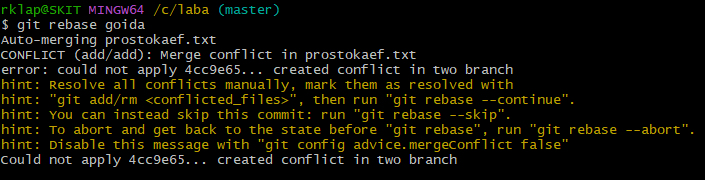 rklap@SKIT MINGW64 /c/laba (master)
$ git rebase goida
Auto-merging prostokaef.txt
CONFLICT (add/add): Merge conflict in prostokaef.txt
error: could not apply 4cc9e65... created conflict in two branch
hint: Resolve all conflicts manually, mark them as resolved with
hint: "git add/rm <conflicted_files>", then run "git rebase --continue".
hint: You can instead skip this commit: run "git rebase --skip".
hint: To abort and get back to the state before "git rebase", run "git rebase --abort".
hint: Disable this message with "git config advice.mergeConflict false"
Could not apply 4cc9e65... created conflict in two branch